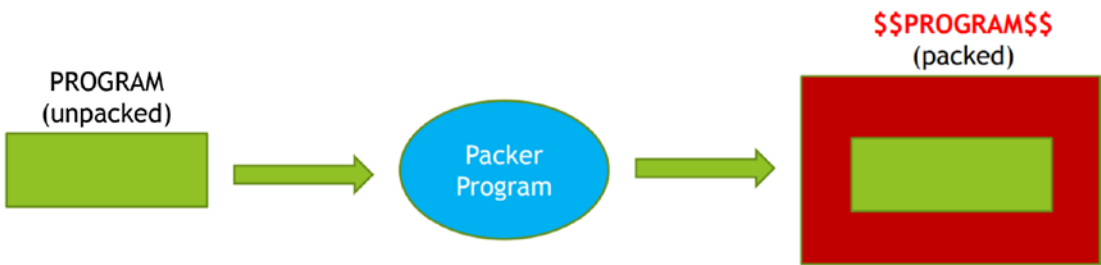 PROGRAM
(unpacked)
Packer
Program
$$PROGRAM$$
(packed)